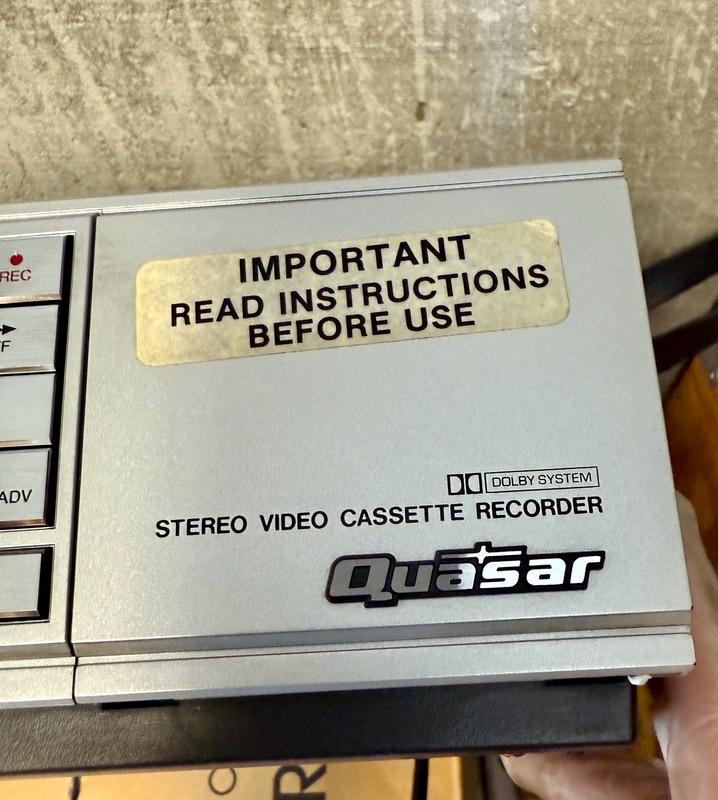 IMPORTANT
READ INSTRUCTIONS
BEFORE USE
REC
ADV
DOLBY SYSTEM
STEREO VIDEO CASSETTE RECORDER
Quasar
R